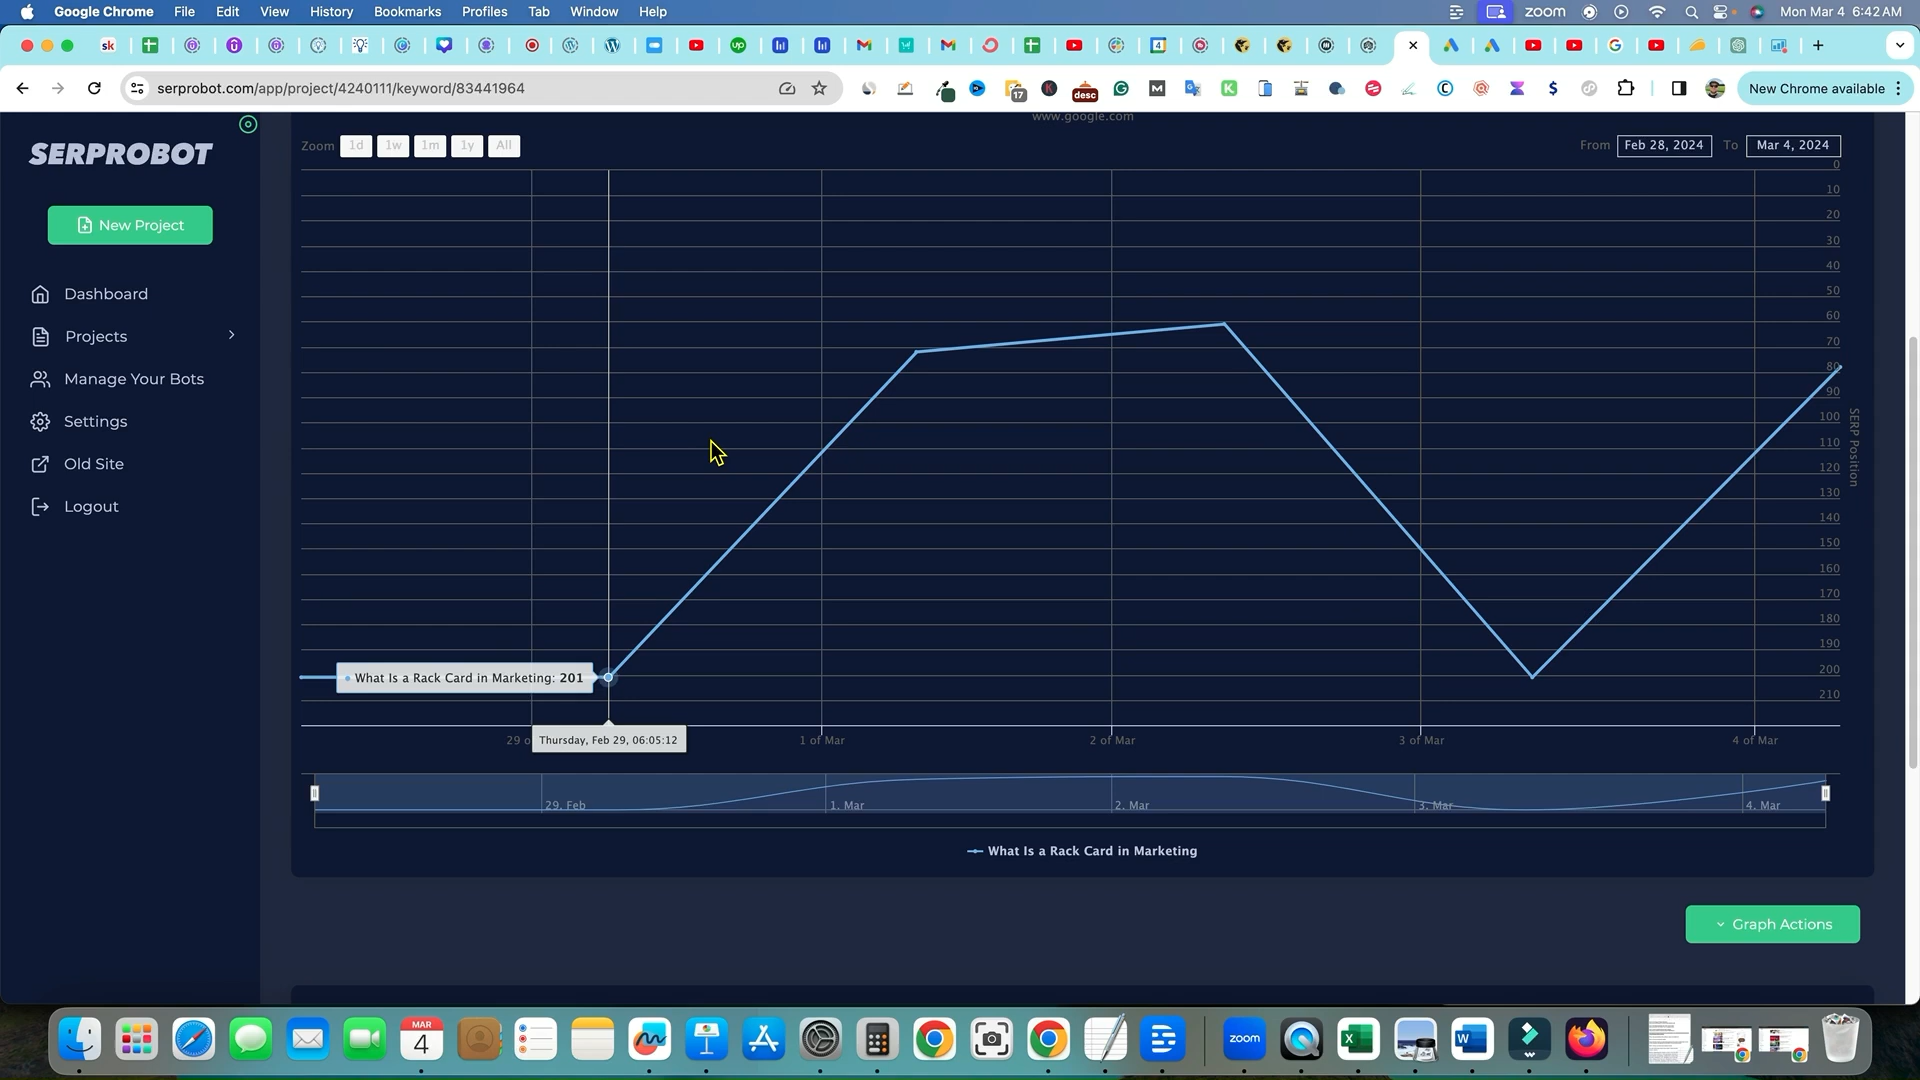 Google Chrome File Edit View History Bookmarks Profiles Tab Window Help zoom Mon Mar 4 6:42 AM
serprobot.com/app/project/4240111/keyword/83441964 17 desc New Chrome available
www.google.com
SERPROBOT
Zoom 1d 1w 1m 1y All From Feb 28, 2024 To Mar 4, 2024
New Project
Dashboard
Projects
Manage Your Bots
Settings
Old Site
Logout
0
10
20
30
40
50
60
70
80
90
100
110
120
130
140
150
160
170
180
190
200
210
SERP Position
What Is a Rack Card in Marketing: 201
Thursday, Feb 29, 06:05:12
29 o 1 of Mar 2 of Mar 3 of Mar 4 of Mar
29. Feb 1. Mar 2. Mar 3. Mar 4. Mar
What Is a Rack Card in Marketing
Graph Actions
MAR
4
zoom